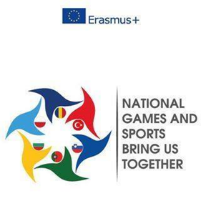 Erasmus+
NATIONAL
GAMES AND
SPORTS
BRING US
TOGETHER